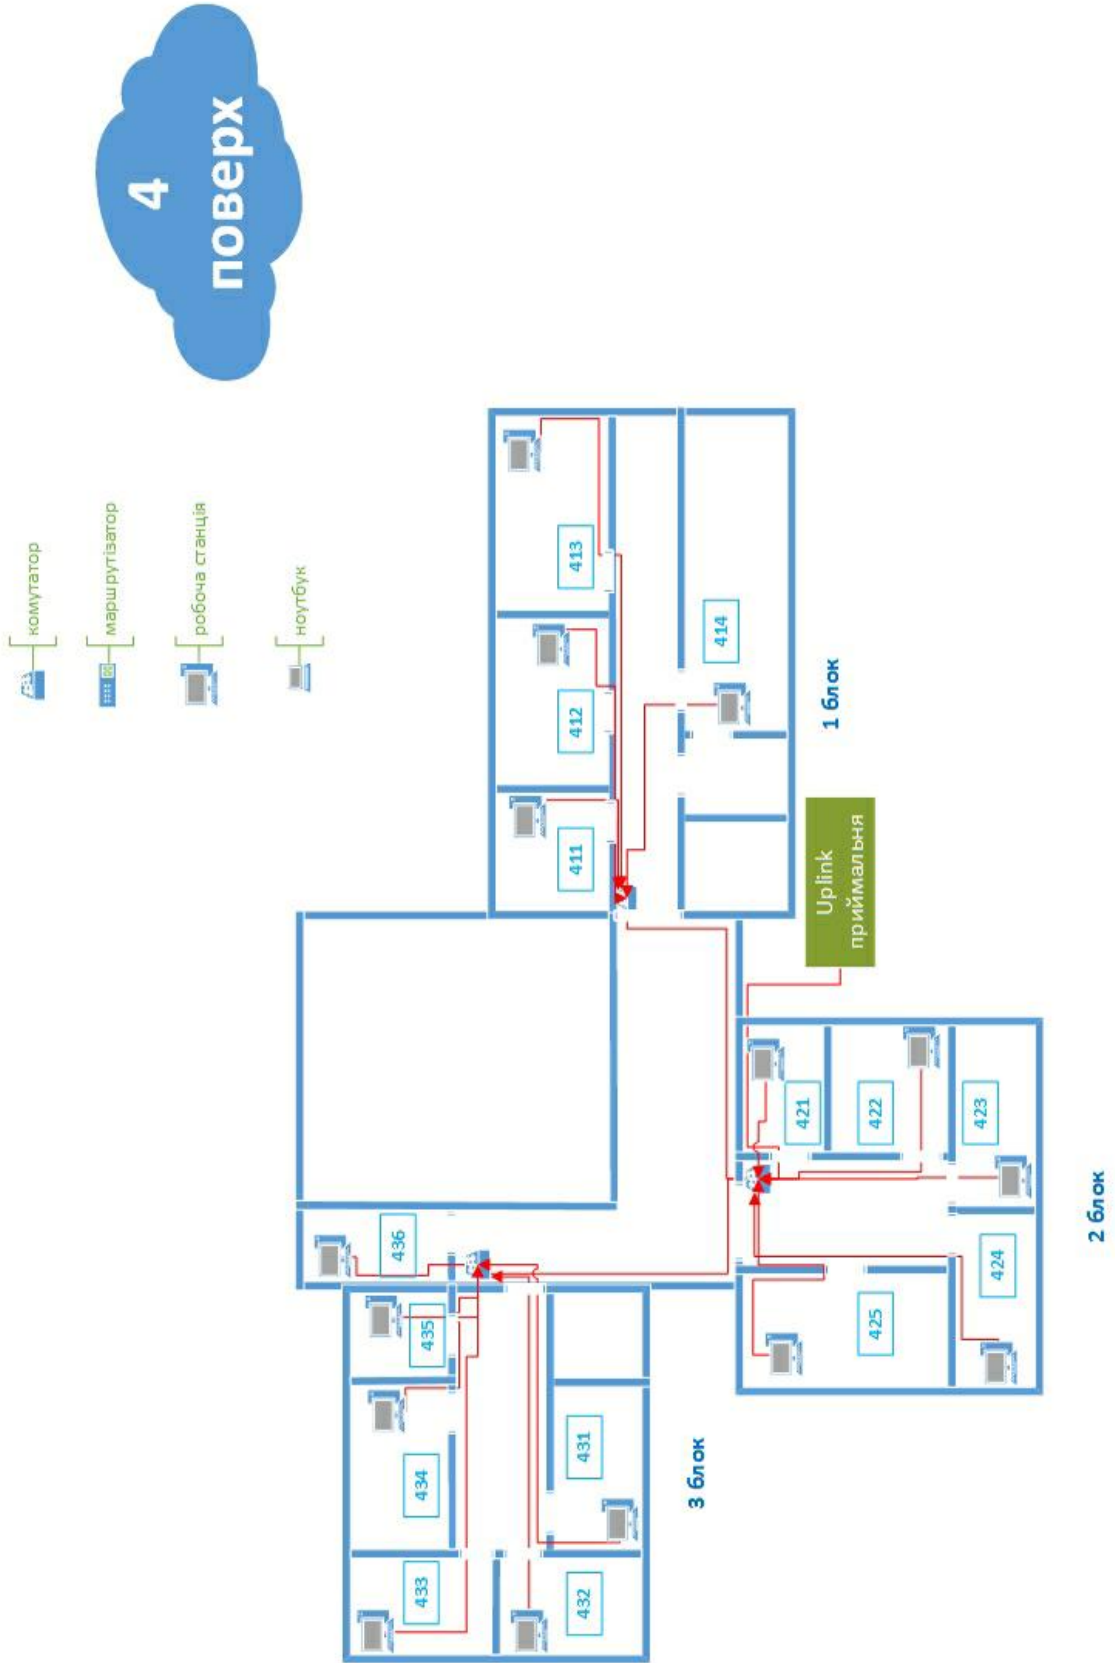 4
поверх
комутатор
маршрутізатор
робоча станція
ноутбук
411
412
413
414
1 блок
Uplink
приймальня
421
422
423
424
425
2 блок
431
432
433
434
435
436
3 блок